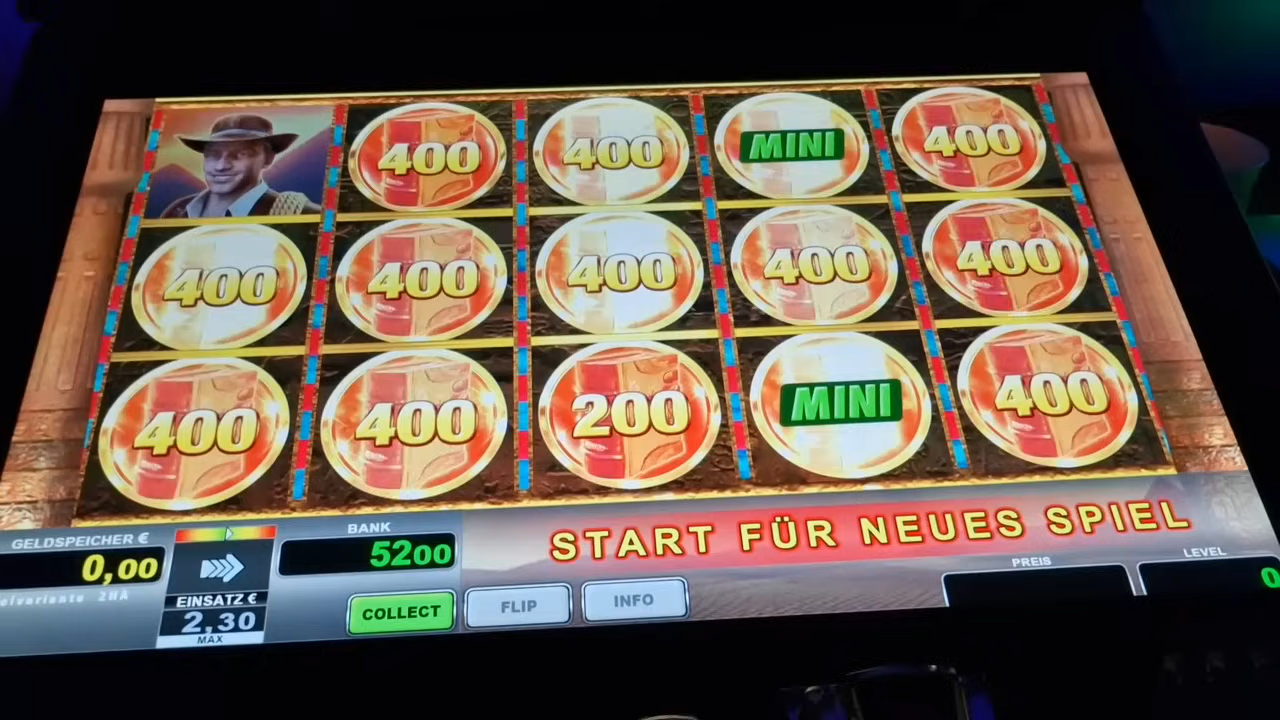 400 400 MINI 400
400 400 400 400 400
400 400 200 MINI 400
START FÜR NEUES SPIEL
GELDSPEICHER €
0,00
BANK
5200
EINSATZ €
2,30
MAX
COLLECT
FLIP
INFO
PREIS
LEVEL
0